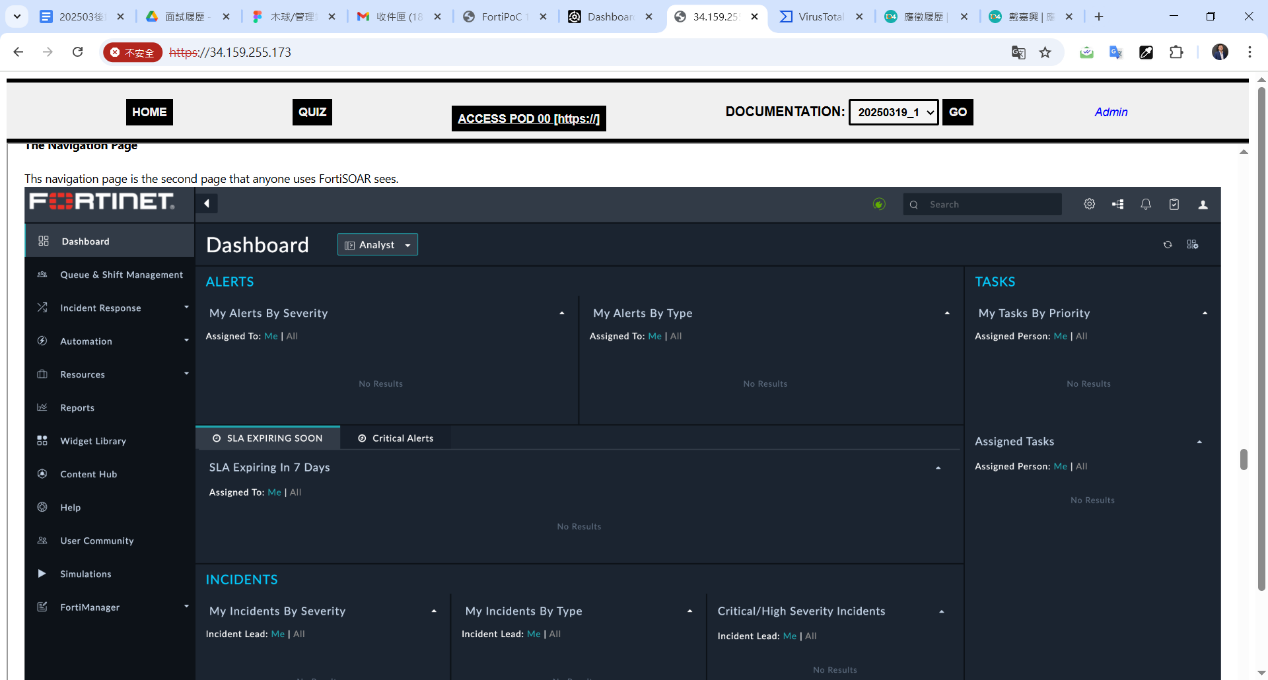 202503後
面試履歷 -
木球/管理
收件匣 (18
FortiPoC
Dashboar
34.159.25
VirusTotal
應徵履歷
戴嘉興 |
不安全
https://34.159.255.173
HOME
QUIZ
ACCESS POD 00 [https://]
DOCUMENTATION: 20250319_1 GO
Admin
The Navigation Page
Ths navigation page is the second page that anyone uses FortiSOAR sees.
FORTINET
Search
Dashboard
Queue & Shift Management
Incident Response
Automation
Resources
Reports
Widget Library
Content Hub
Help
User Community
Simulations
FortiManager
Dashboard
Analyst
ALERTS
My Alerts By Severity
Assigned To: Me | All
No Results
My Alerts By Type
Assigned To: Me | All
No Results
SLA EXPIRING SOON
Critical Alerts
SLA Expiring In 7 Days
Assigned To: Me | All
No Results
INCIDENTS
My Incidents By Severity
Incident Lead: Me | All
My Incidents By Type
Incident Lead: Me | All
Critical/High Severity Incidents
Incident Lead: Me | All
No Results
TASKS
My Tasks By Priority
Assigned Person: Me | All
No Results
Assigned Tasks
Assigned Person: Me | All
No Results